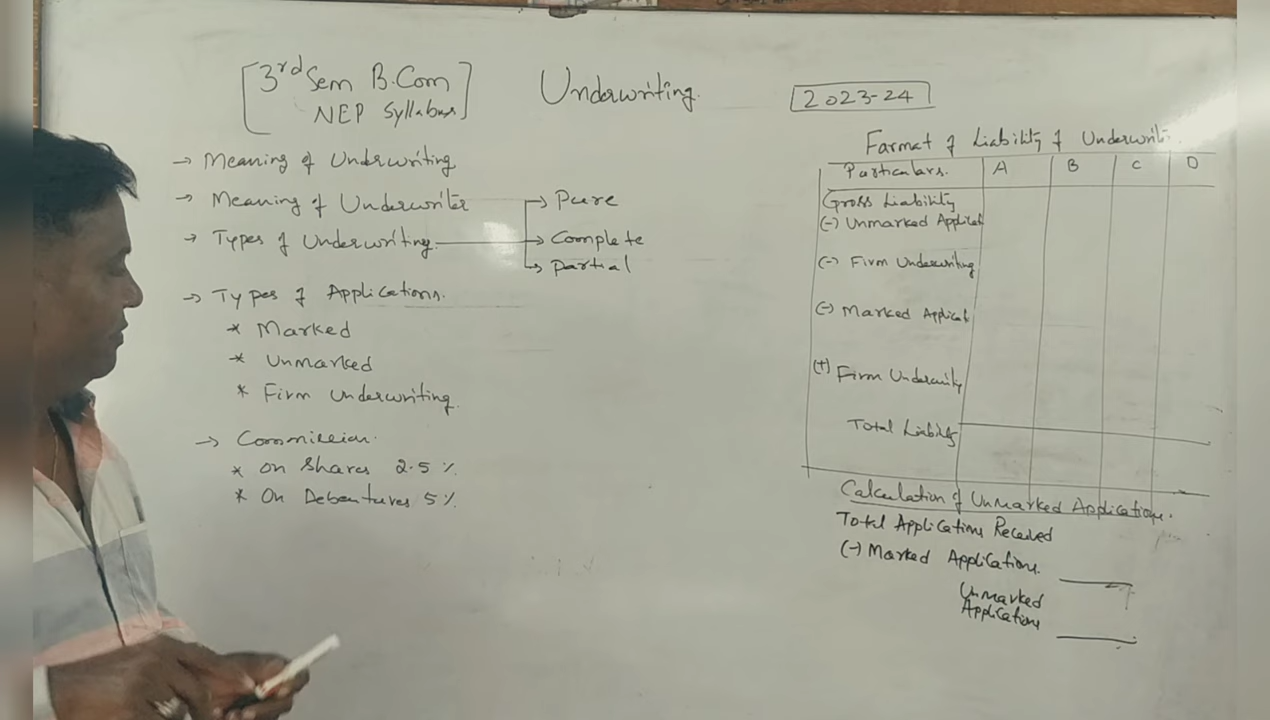 3rd Sem B.Com
NEP Syllabus
Underwriting
2023-24
→ Meaning of Underwriting
→ Meaning of Underwriter
→ Types of Underwriting
→ Pure
→ Complete
→ Partial
→ Types of Applications.
* Marked
* Unmarked
* Firm Underwriting
→ Commission
* On Shares 2.5 %
* On Debentures 5 %
Format of Liability of Underwrit
Particulars. A B C D
Gross Liability
(-) Unmarked Applicat
(-) Firm Underwriting
(-) Marked Applicat
(+) Firm Underwriting
Total Liability
Calculation of Unmarked Applications.
Total Applications Received
(-) Marked Applications.
Unmarked
Applications